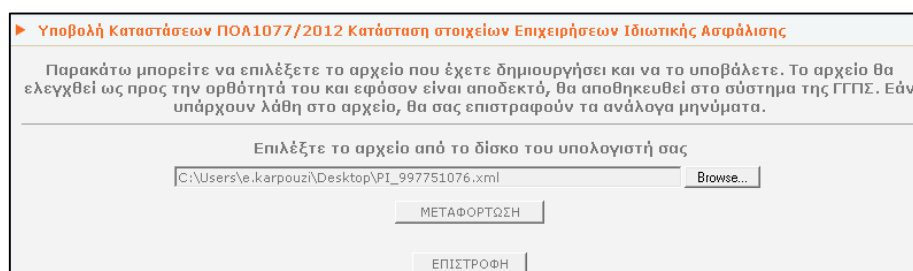 Υποβολή Καταστάσεων ΠΟΛ1077/2012 Κατάσταση στοιχείων Επιχειρήσεων Ιδιωτικής Ασφάλισης
Παρακάτω μπορείτε να επιλέξετε το αρχείο που έχετε δημιουργήσει και να το υποβάλετε. Το αρχείο θα
ελεγχθεί ως προς την ορθότητά του και εφόσον είναι αποδεκτό, θα αποθηκευθεί στο σύστημα της ΓΓΠΣ. Εάν
υπάρχουν λάθη στο αρχείο, θα σας επιστραφούν τα ανάλογα μηνύματα.
Επιλέξτε το αρχείο από το δίσκο του υπολογιστή σας
C:\Users\e.karpouzi\Desktop\PI_997751076.xml Browse...
ΜΕΤΑΦΟΡΤΩΣΗ
ΕΠΙΣΤΡΟΦΗ